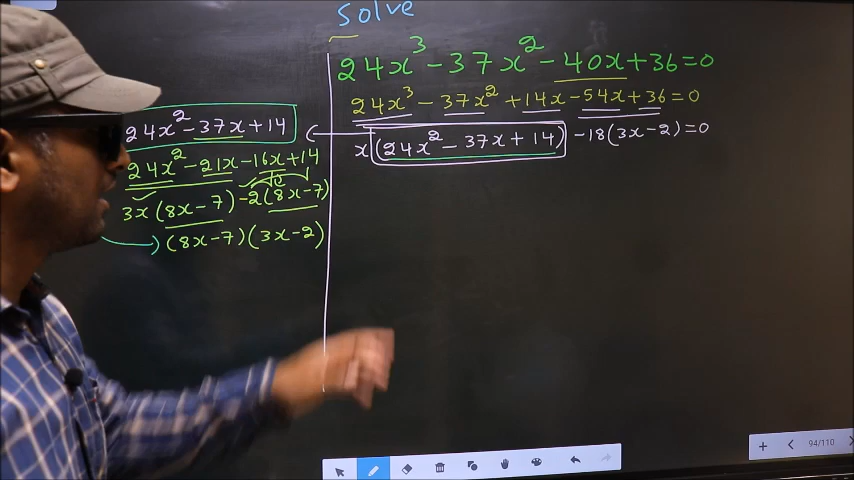 solve
24x³ - 37x² - 40x + 36 = 0
24x³ - 37x² + 14x - 54x + 36 = 0
x (24x² - 37x + 14) - 18(3x - 2) = 0
24x² - 37x + 14
24x² - 21x - 16x + 14
3x (8x - 7) - 2(8x - 7)
(8x - 7)(3x - 2)
94/110